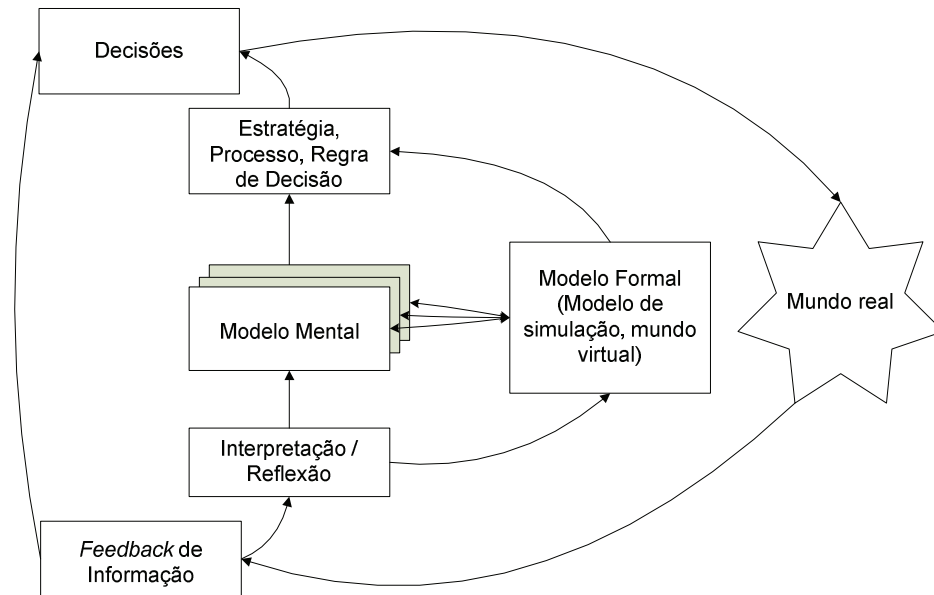 Decisões
Estratégia,
Processo, Regra
de Decisão
Modelo Formal
(Modelo de
simulação, mundo
virtual)
Mundo real
Modelo Mental
Interpretação /
Reflexão
Feedback de
Informação